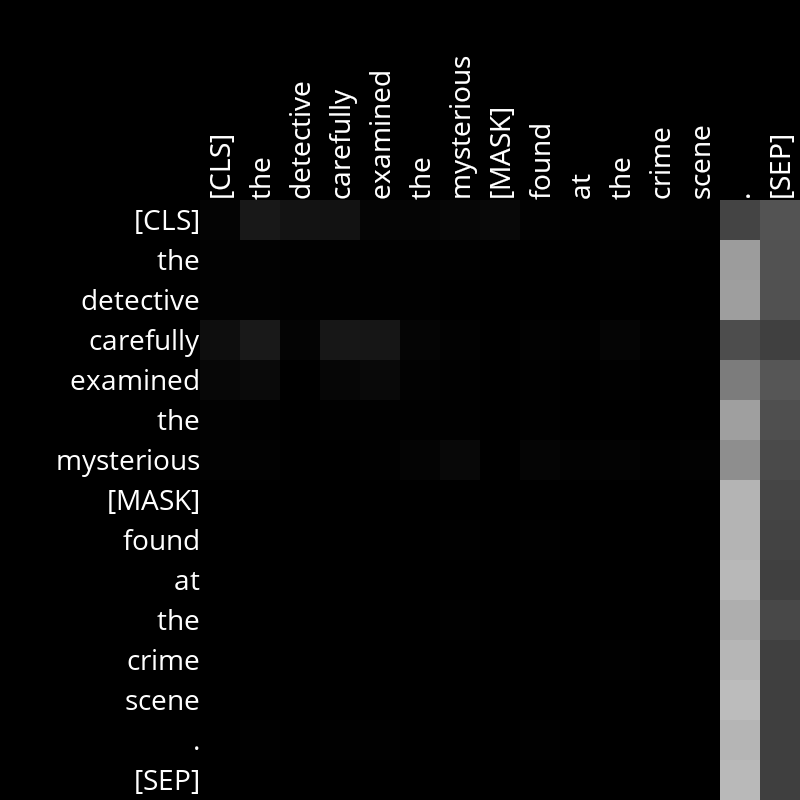 [CLS]
the
detective
carefully
examined
the
mysterious
[MASK]
found
at
the
crime
scene
.
[SEP]
[CLS]
the
detective
carefully
examined
the
mysterious
[MASK]
found
at
the
crime
scene
.
[SEP]